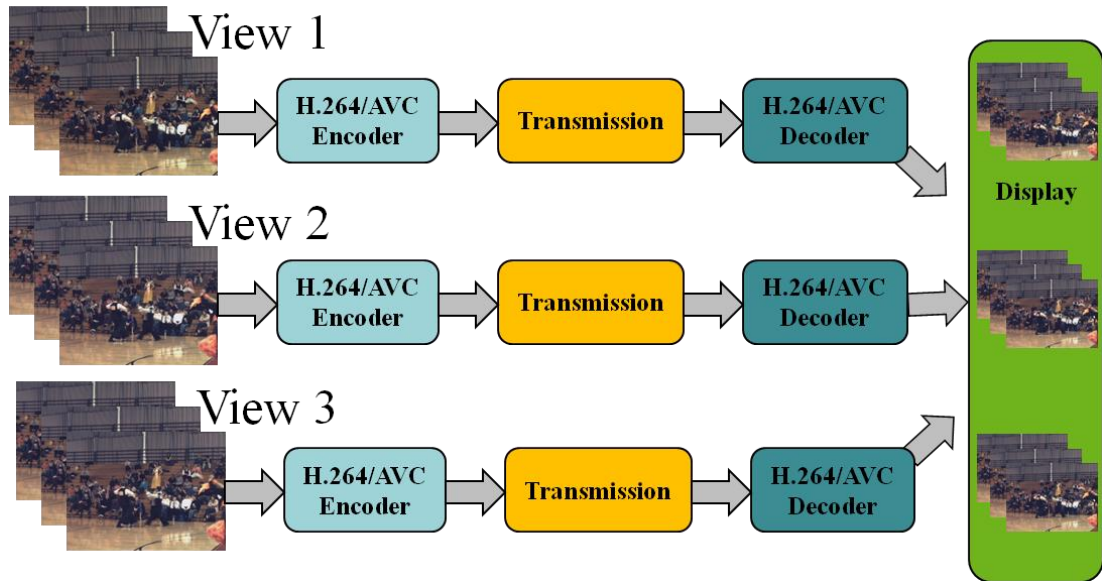 View 1
H.264/AVC
Encoder
Transmission
H.264/AVC
Decoder
Display
View 2
H.264/AVC
Encoder
Transmission
H.264/AVC
Decoder
View 3
H.264/AVC
Encoder
Transmission
H.264/AVC
Decoder